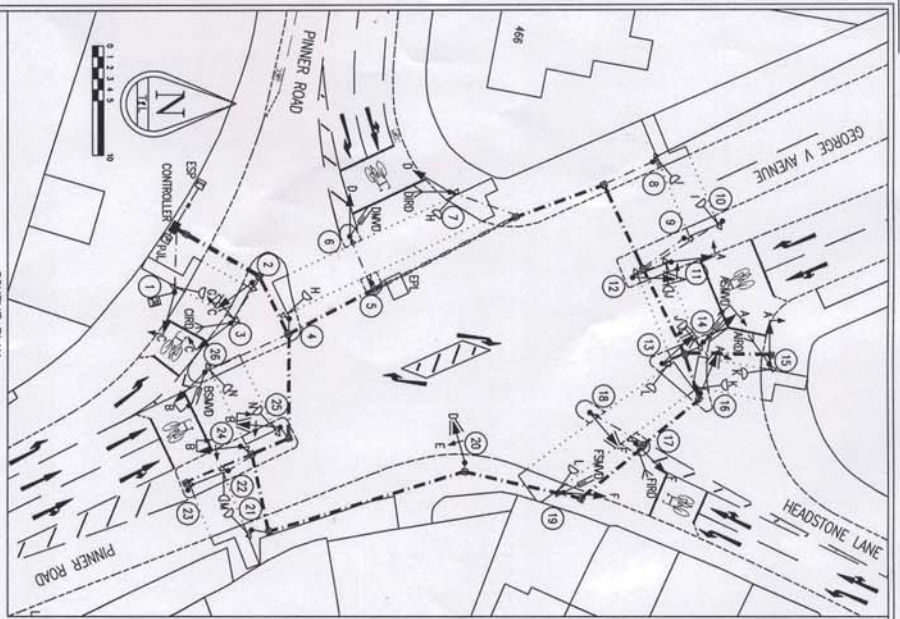 466
GEORGE V AVENUE
PINNER ROAD
HEADSTONE LANE
PINNER ROAD
ESP
CONTROLLER
PJL
EPL
N
TfL
0 1 2 3 4 5
10
1
2
3
4
5
6
7
8
9
10
11
12
13
14
15
16
17
18
19
20
21
22
23
24
25
26
D
D
DIRD
DMVD
H
H
A
A
A
ASMVD
AIRD
K
K
L
L
F
F
FSMVD
FIRD
D
E
C
C
C
G
CIRD
BSMVD
B
B
B
N
N
M